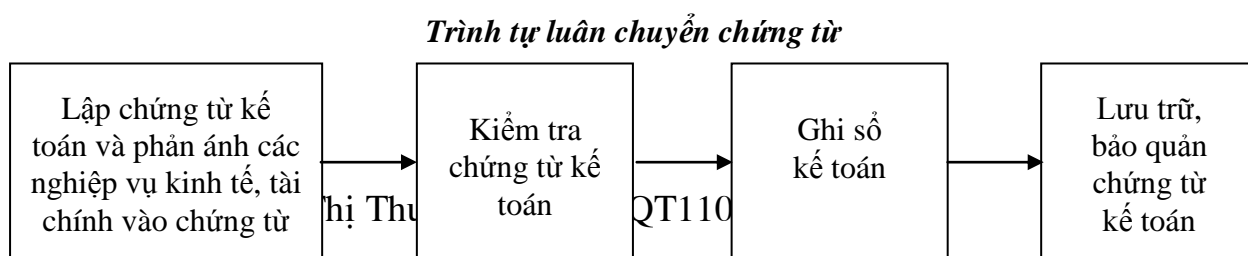 Trình tự luân chuyển chứng từ
Lập chứng từ kế
toán và phản ánh các
nghiệp vụ kinh tế, tài
chính vào chứng từ
Kiểm tra
chứng từ kế
toán
Ghi sổ
kế toán
Lưu trữ,
bảo quản
chứng từ
kế toán
Thị QT110